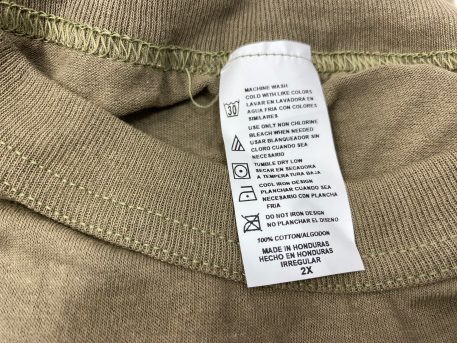 MACHINE WASH
COLD WITH LIKE COLORS
LAVAR EN LAVADORA EN
AGUA FRIA CON COLORES
SIMILARES
30
USE ONLY NON CHLORINE
BLEACH WHEN NEEDED
USAR BLANQUEADOR SIN
CLORO CUANDO SEA
NECESARIO
TUMBLE DRY LOW
SECAR EN SECADORA
A TEMPERATURA BAJA
COOL IRON DESIGN
PLANCHAR CUANDO SEA
NECESARIO CON PLANCHA
FRIA
DO NOT IRON DESIGN
NO PLANCHAR EL DISEÑO
100% COTTON/ALGODON
MADE IN HONDURAS
HECHO EN HONDURAS
IRREGULAR
2X